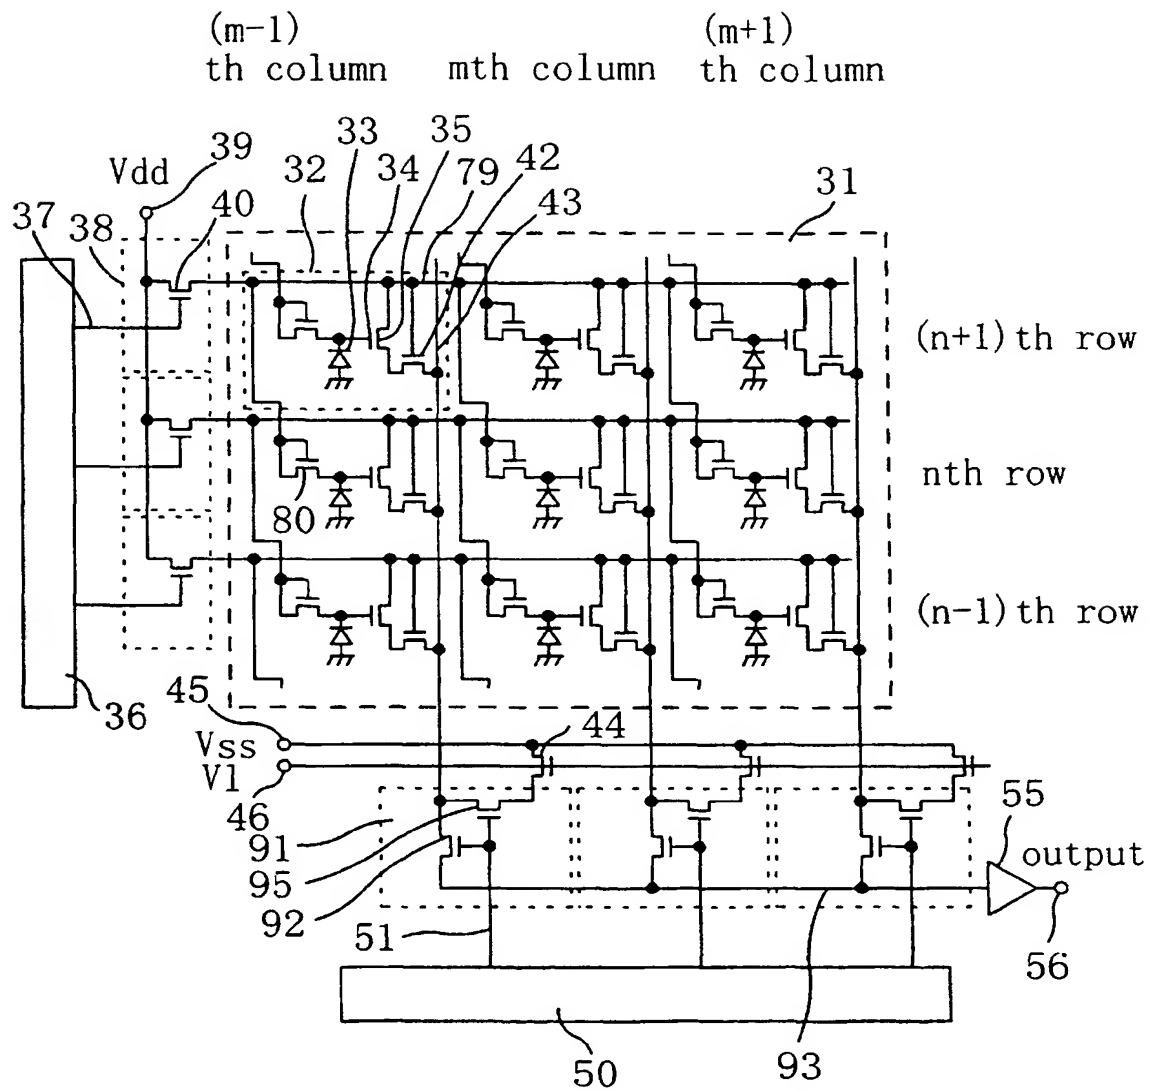 (m-1)
th column
mth column
(m+1)
th column
Vdd
39
40
37
38
32
33
34
35
79
42
43
31
(n+1)th row
nth row
80
(n-1)th row
36
45
Vss
V1
46
44
91
95
92
51
55
output
56
50
93